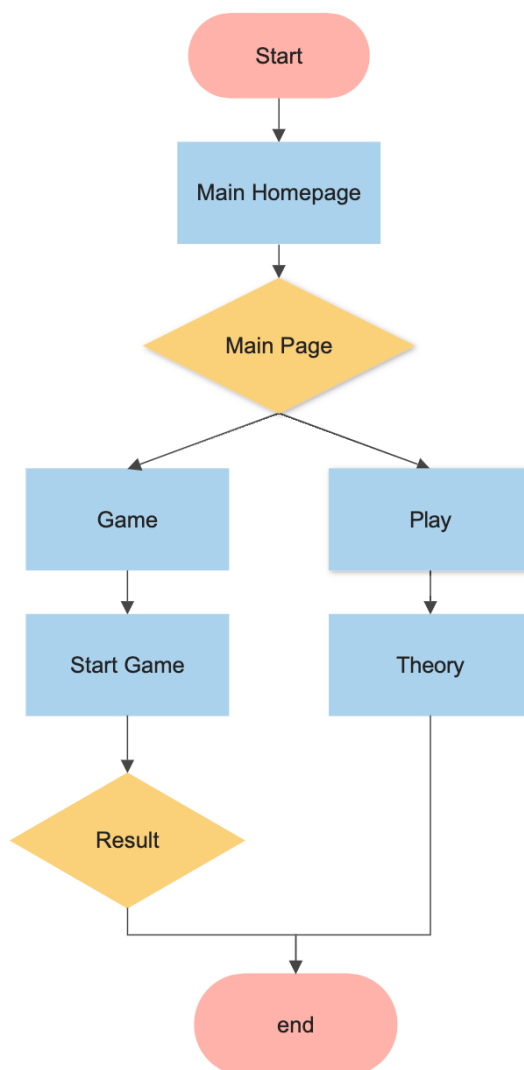 Start
Main Homepage
Main Page
Game
Play
Start Game
Theory
Result
end